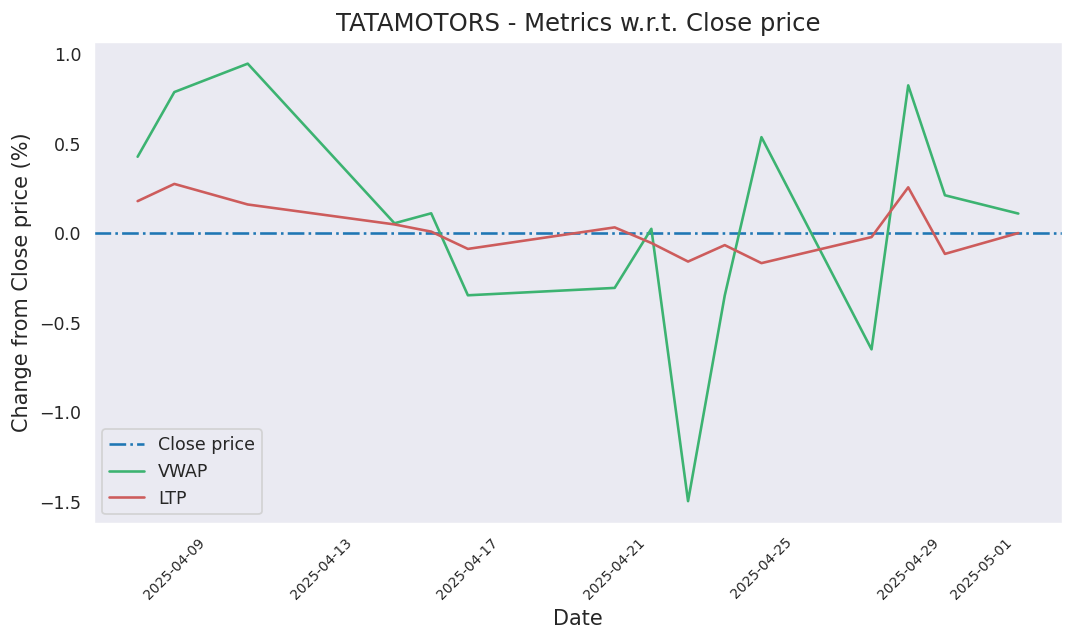 TATAMOTORS - Metrics w.r.t. Close price
Change from Close price (%)
1.0
0.5
0.0
−0.5
−1.0
−1.5
Close price
VWAP
LTP
2025-04-09
2025-04-13
2025-04-17
2025-04-21
2025-04-25
2025-04-29
2025-05-01
Date